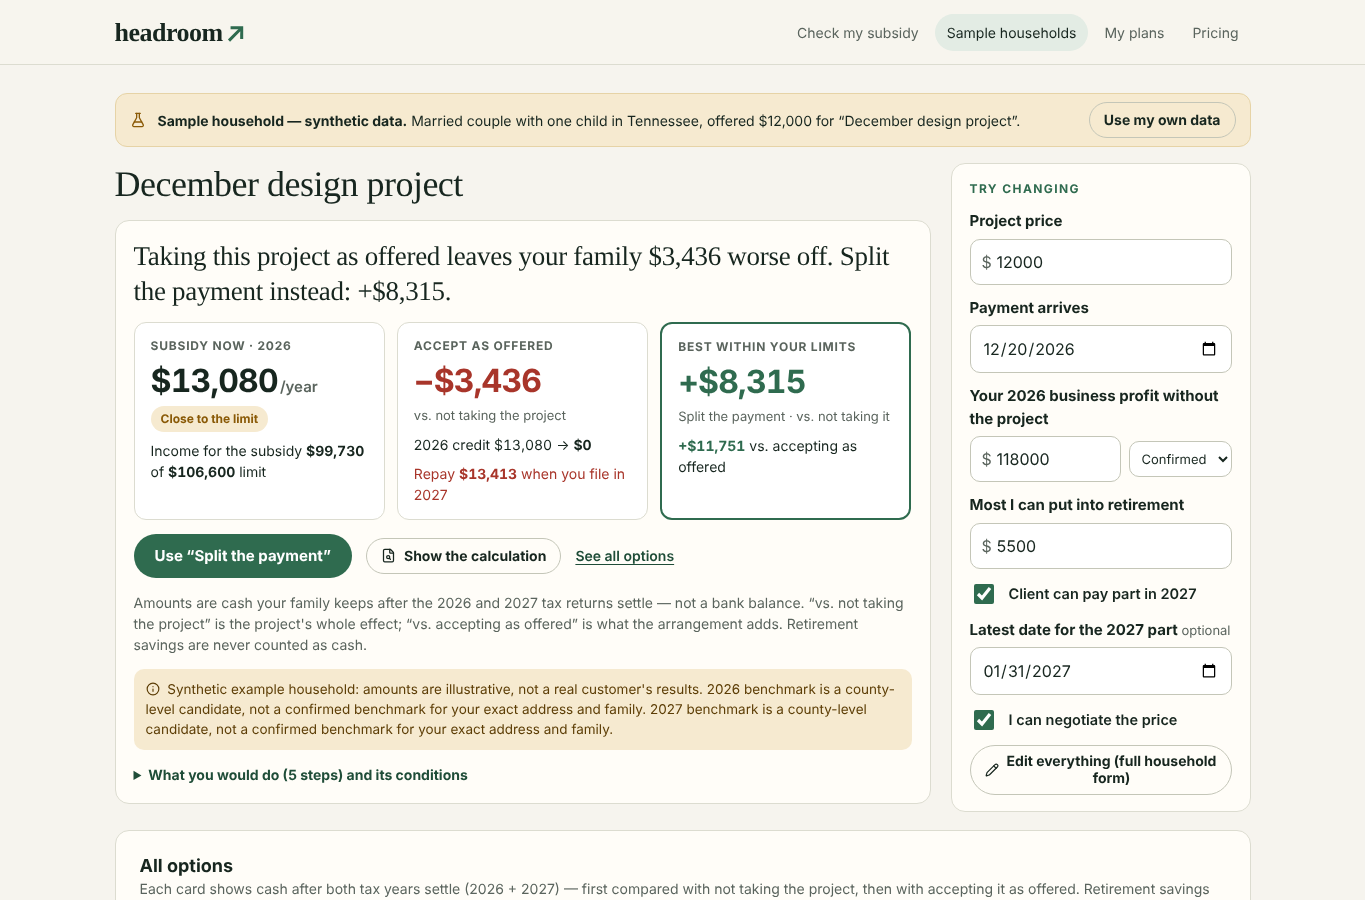 headroom
Check my subsidy
Sample households
My plans
Pricing
Sample household — synthetic data. Married couple with one child in Tennessee, offered $12,000 for “December design project”.
Use my own data
December design project
Taking this project as offered leaves your family $3,436 worse off. Split
the payment instead: +$8,315.
SUBSIDY NOW · 2026
$13,080/year
Close to the limit
Income for the subsidy $99,730
of $106,600 limit
ACCEPT AS OFFERED
−$3,436
vs. not taking the project
2026 credit $13,080 → $0
Repay $13,413 when you file in
2027
BEST WITHIN YOUR LIMITS
+$8,315
Split the payment · vs. not taking it
+$11,751 vs. accepting as
offered
Use “Split the payment”
Show the calculation
See all options
Amounts are cash your family keeps after the 2026 and 2027 tax returns settle — not a bank balance. “vs. not taking
the project” is the project's whole effect; “vs. accepting as offered” is what the arrangement adds. Retirement
savings are never counted as cash.
Synthetic example household: amounts are illustrative, not a real customer's results. 2026 benchmark is a county-
level candidate, not a confirmed benchmark for your exact address and family. 2027 benchmark is a county-level
candidate, not a confirmed benchmark for your exact address and family.
What you would do (5 steps) and its conditions
TRY CHANGING
Project price
$ 12000
Payment arrives
12/20/2026
Your 2026 business profit without
the project
$ 118000
Confirmed
Most I can put into retirement
$ 5500
Client can pay part in 2027
Latest date for the 2027 part optional
01/31/2027
I can negotiate the price
Edit everything (full household
form)
All options
Each card shows cash after both tax years settle (2026 + 2027) — first compared with not taking the project, then with accepting it as offered. Retirement savings